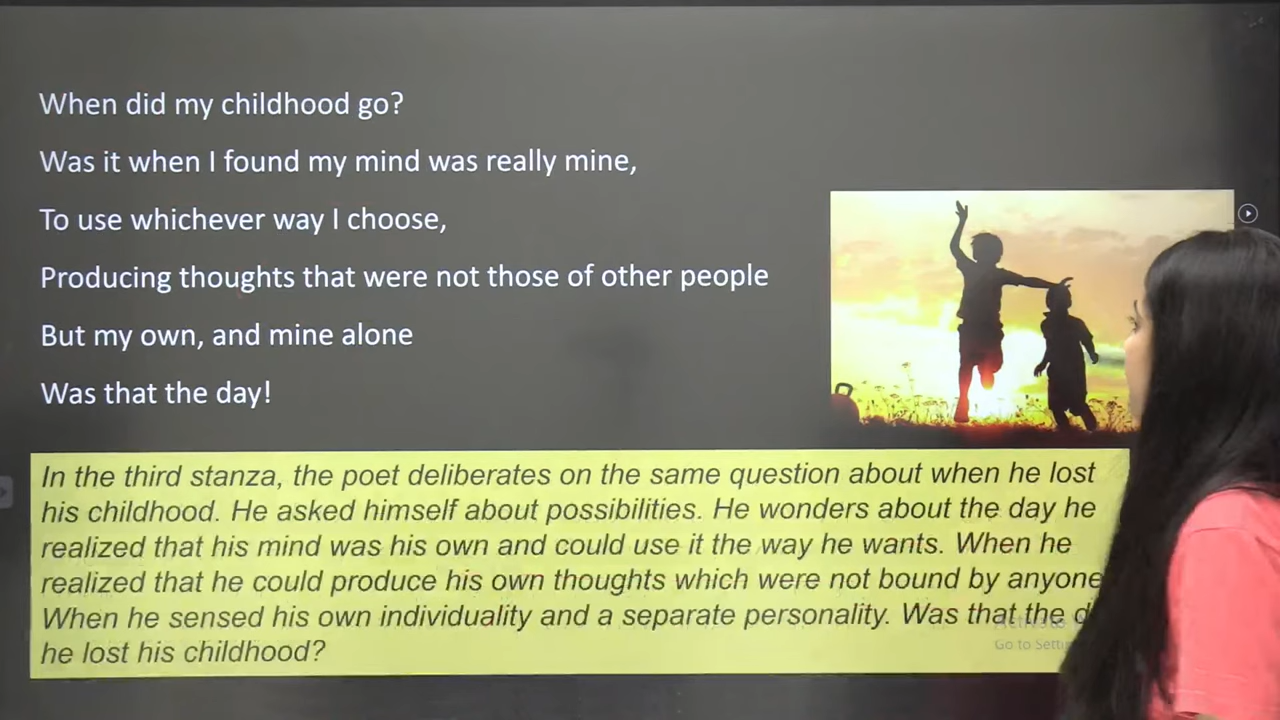 When did my childhood go?
Was it when I found my mind was really mine,
To use whichever way I choose,
Producing thoughts that were not those of other people
But my own, and mine alone
Was that the day!
In the third stanza, the poet deliberates on the same question about when he lost
his childhood. He asked himself about possibilities. He wonders about the day he
realized that his mind was his own and could use it the way he wants. When he
realized that he could produce his own thoughts which were not bound by anyone
When he sensed his own individuality and a separate personality. Was that the
he lost his childhood?
Activate
Go to